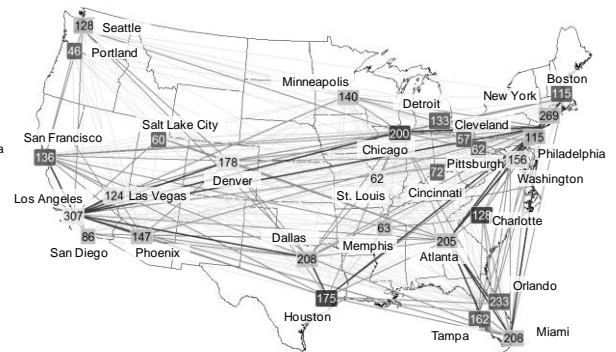 128 Seattle
46 Portland
Minneapolis
140
Boston
New York 115
Detroit
133
269
Cleveland
57
62
115
Salt Lake City
60
San Francisco
136
a
200
Chicago
Philadelphia
156
Washington
178
Denver
Pittsburgh
72
Cincinnati
62
St. Louis
124 Las Vegas
Los Angeles
307
128 Charlotte
86
San Diego
147
Phoenix
Dallas
208
63
Memphis
205
Atlanta
175
Houston
Orlando
233
162
Tampa
208 Miami